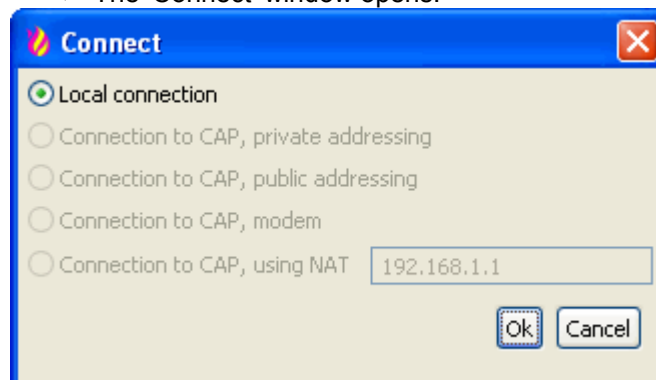 The 'Connect' window opens.
Connect
Local connection
Connection to CAP, private addressing
Connection to CAP, public addressing
Connection to CAP, modem
Connection to CAP, using NAT 192.168.1.1
Ok Cancel